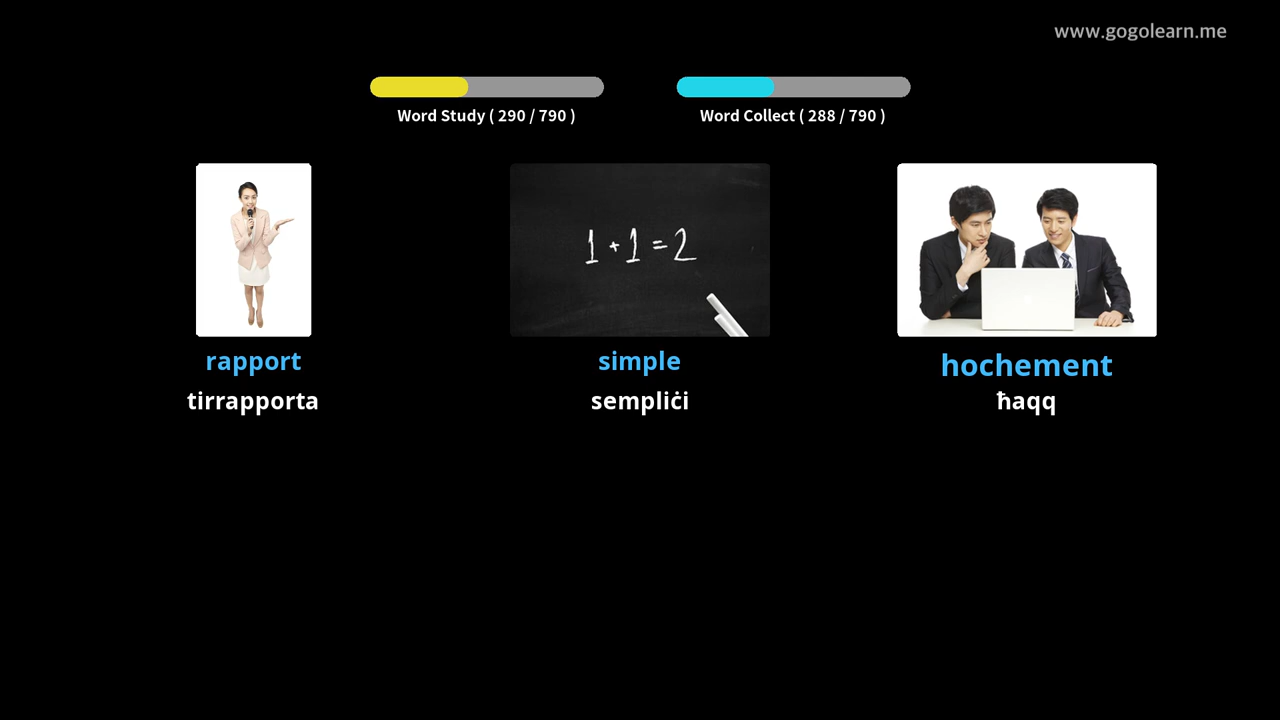 www.gogolearn.me
Word Study ( 290 / 790 )
Word Collect ( 288 / 790 )
1 + 1 = 2
rapport
simple
hochement
tirrapporta
sempliċi
ħaqq